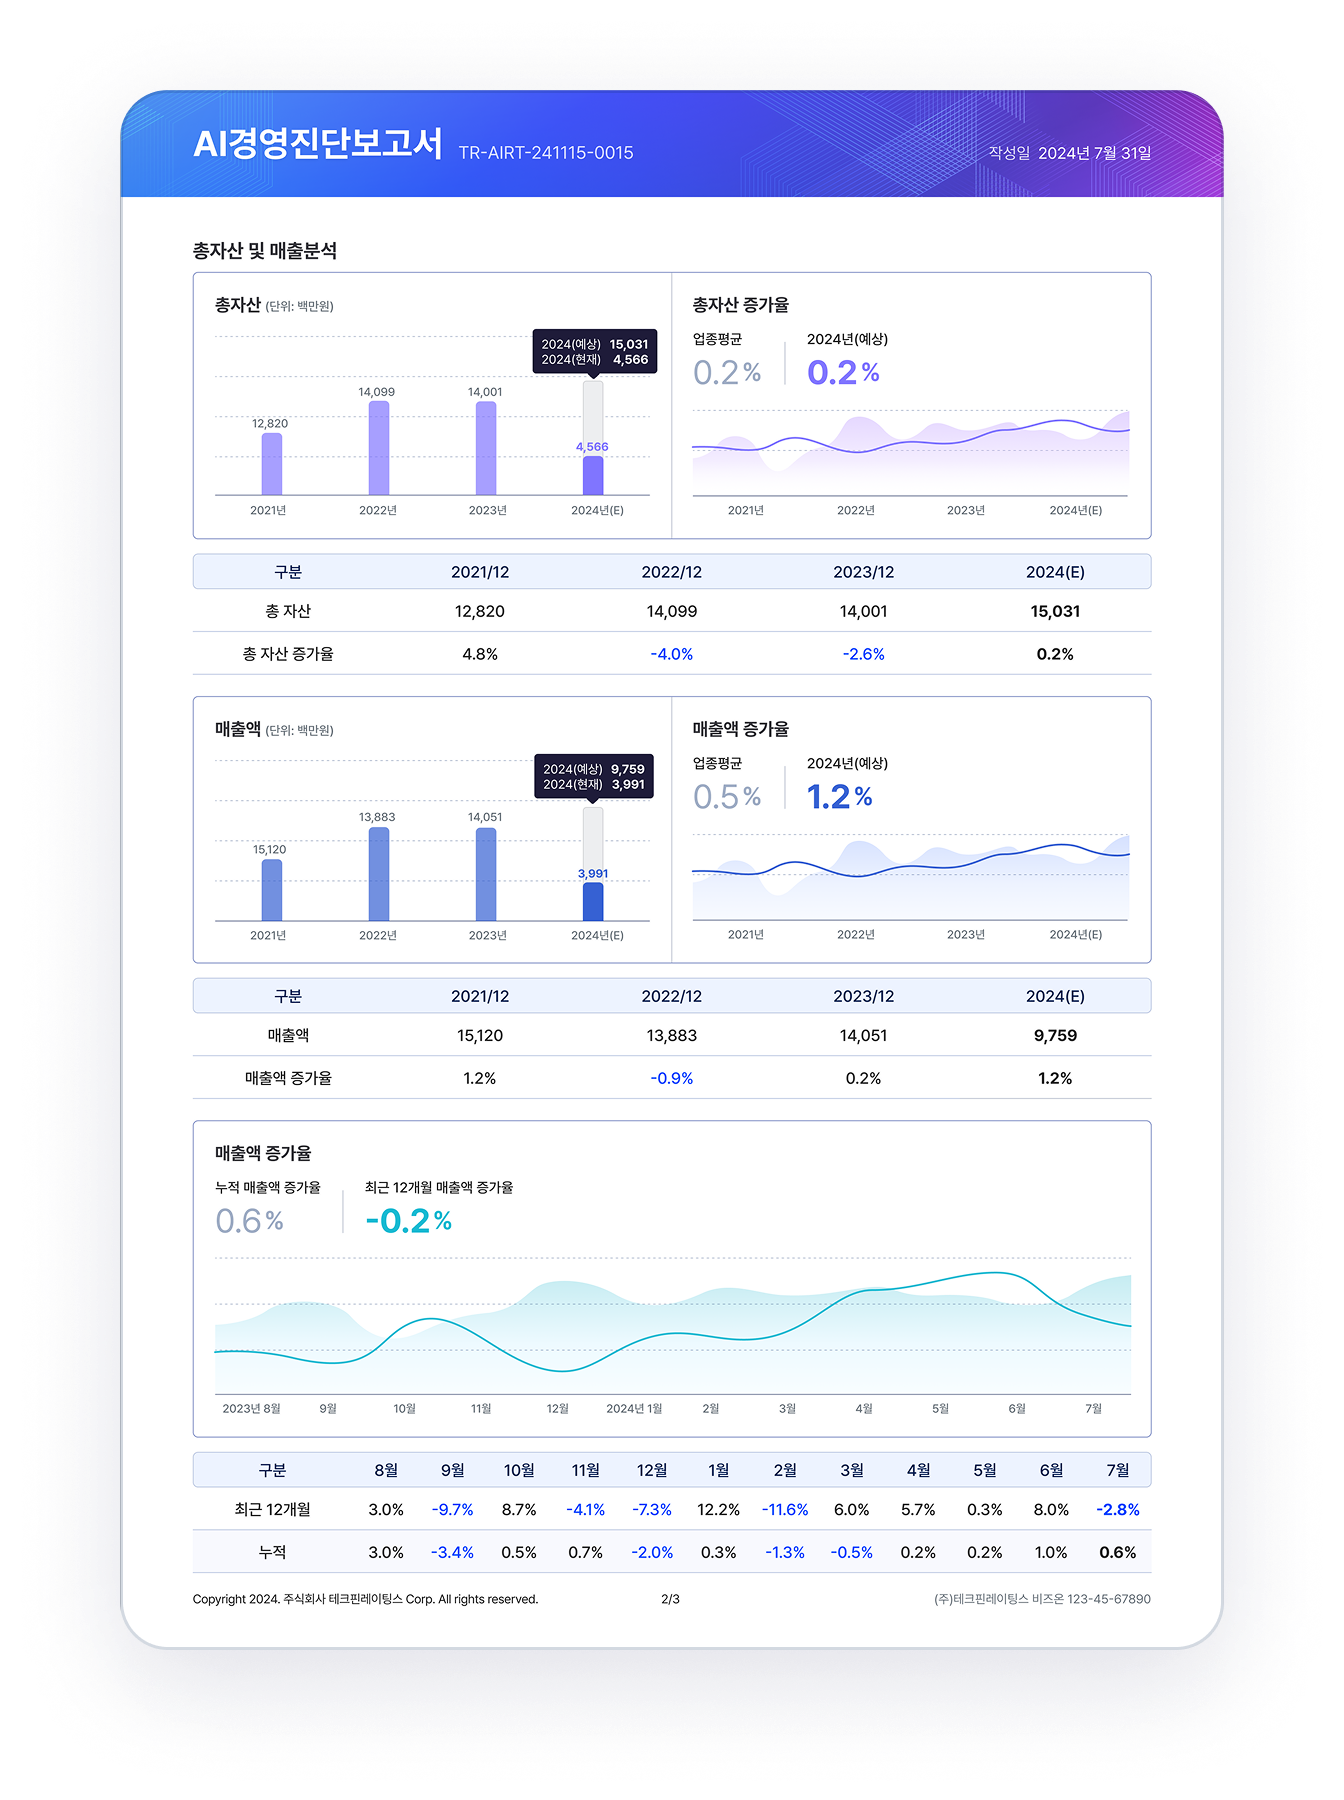 AI경영진단보고서 TR-AIRT-241115-0015 작성일 2024년 7월 31일
총자산 및 매출분석
총자산 (단위: 백만원)
2024(예상) 15,031
2024(현재) 4,566
14,099 14,001
12,820
4,566
2021년 2022년 2023년 2024년(E)
총자산 증가율
업종평균 2024년(예상)
0.2% 0.2%
2021년 2022년 2023년 2024년(E)
구분 2021/12 2022/12 2023/12 2024(E)
총 자산 12,820 14,099 14,001 15,031
총 자산 증가율 4.8% -4.0% -2.6% 0.2%
매출액 (단위: 백만원)
2024(예상) 9,759
2024(현재) 3,991
13,883 14,051
15,120
3,991
2021년 2022년 2023년 2024년(E)
매출액 증가율
업종평균 2024년(예상)
0.5% 1.2%
2021년 2022년 2023년 2024년(E)
구분 2021/12 2022/12 2023/12 2024(E)
매출액 15,120 13,883 14,051 9,759
매출액 증가율 1.2% -0.9% 0.2% 1.2%
매출액 증가율
누적 매출액 증가율 최근 12개월 매출액 증가율
0.6% -0.2%
2023년 8월 9월 10월 11월 12월 2024년 1월 2월 3월 4월 5월 6월 7월
구분 8월 9월 10월 11월 12월 1월 2월 3월 4월 5월 6월 7월
최근 12개월 3.0% -9.7% 8.7% -4.1% -7.3% 12.2% -11.6% 6.0% 5.7% 0.3% 8.0% -2.8%
누적 3.0% -3.4% 0.5% 0.7% -2.0% 0.3% -1.3% -0.5% 0.2% 0.2% 1.0% 0.6%
Copyright 2024. 주식회사 테크핀레이팅스 Corp. All rights reserved. 2/3 (주)테크핀레이팅스 비즈온 123-45-67890